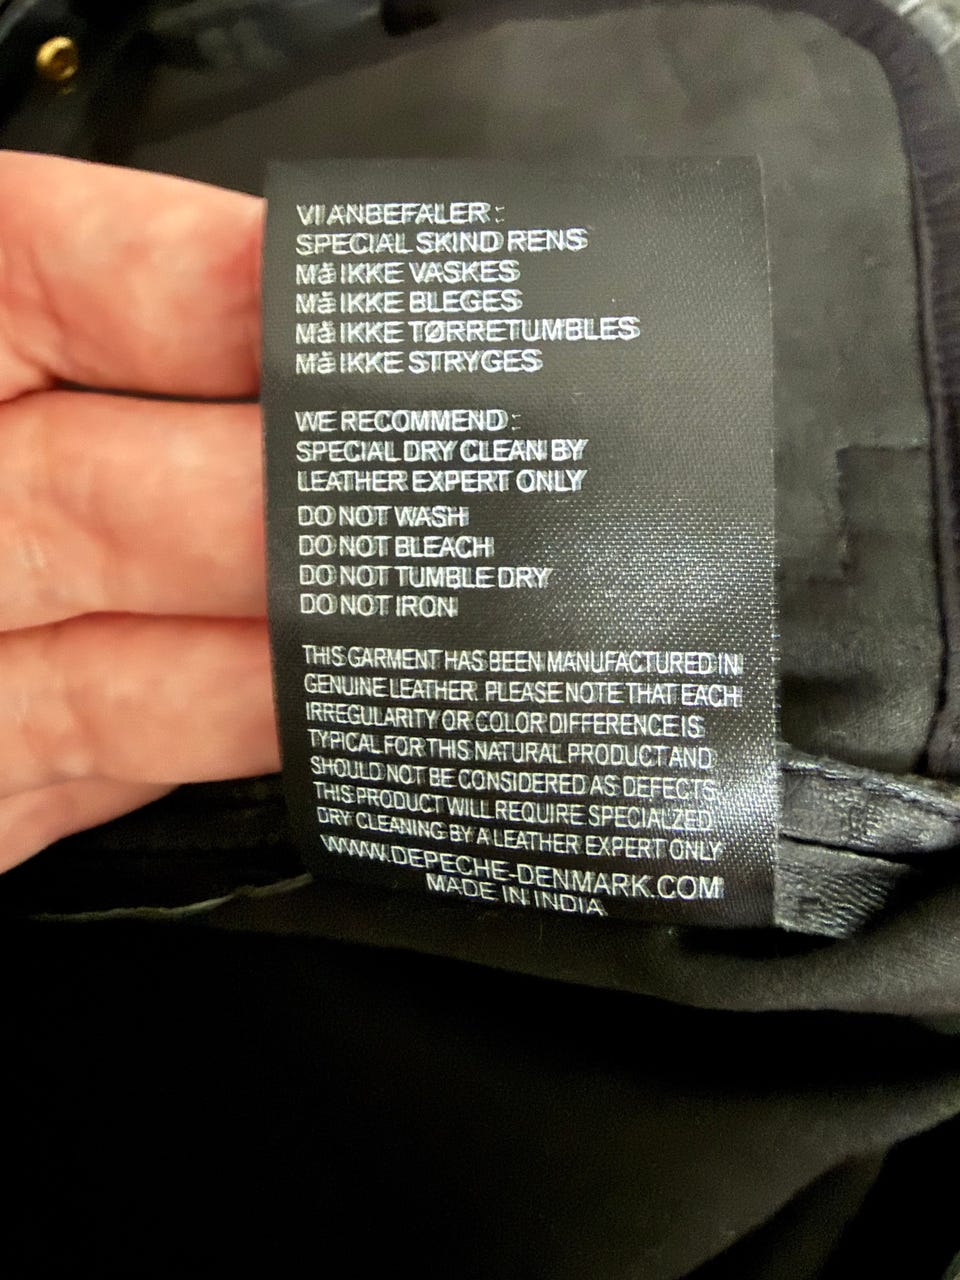 VI ANBEFALER:
SPECIAL SKIND RENS
Må IKKE VASKES
Må IKKE BLEGES
Må IKKE TØRRETUMBLES
Må IKKE STRYGES
WE RECOMMEND:
SPECIAL DRY CLEAN BY
LEATHER EXPERT ONLY
DO NOT WASH
DO NOT BLEACH
DO NOT TUMBLE DRY
DO NOT IRON
THIS GARMENT HAS BEEN MANUFACTURED IN
GENUINE LEATHER. PLEASE NOTE THAT EACH
IRREGULARITY OR COLOR DIFFERENCE IS
TYPICAL FOR THIS NATURAL PRODUCT AND
SHOULD NOT BE CONSIDERED AS DEFECTS.
THIS PRODUCT WILL REQUIRE SPECIALZED
DRY CLEANING BY A LEATHER EXPERT ONLY
WWW.DEPECHE-DENMARK.COM
MADE IN INDIA